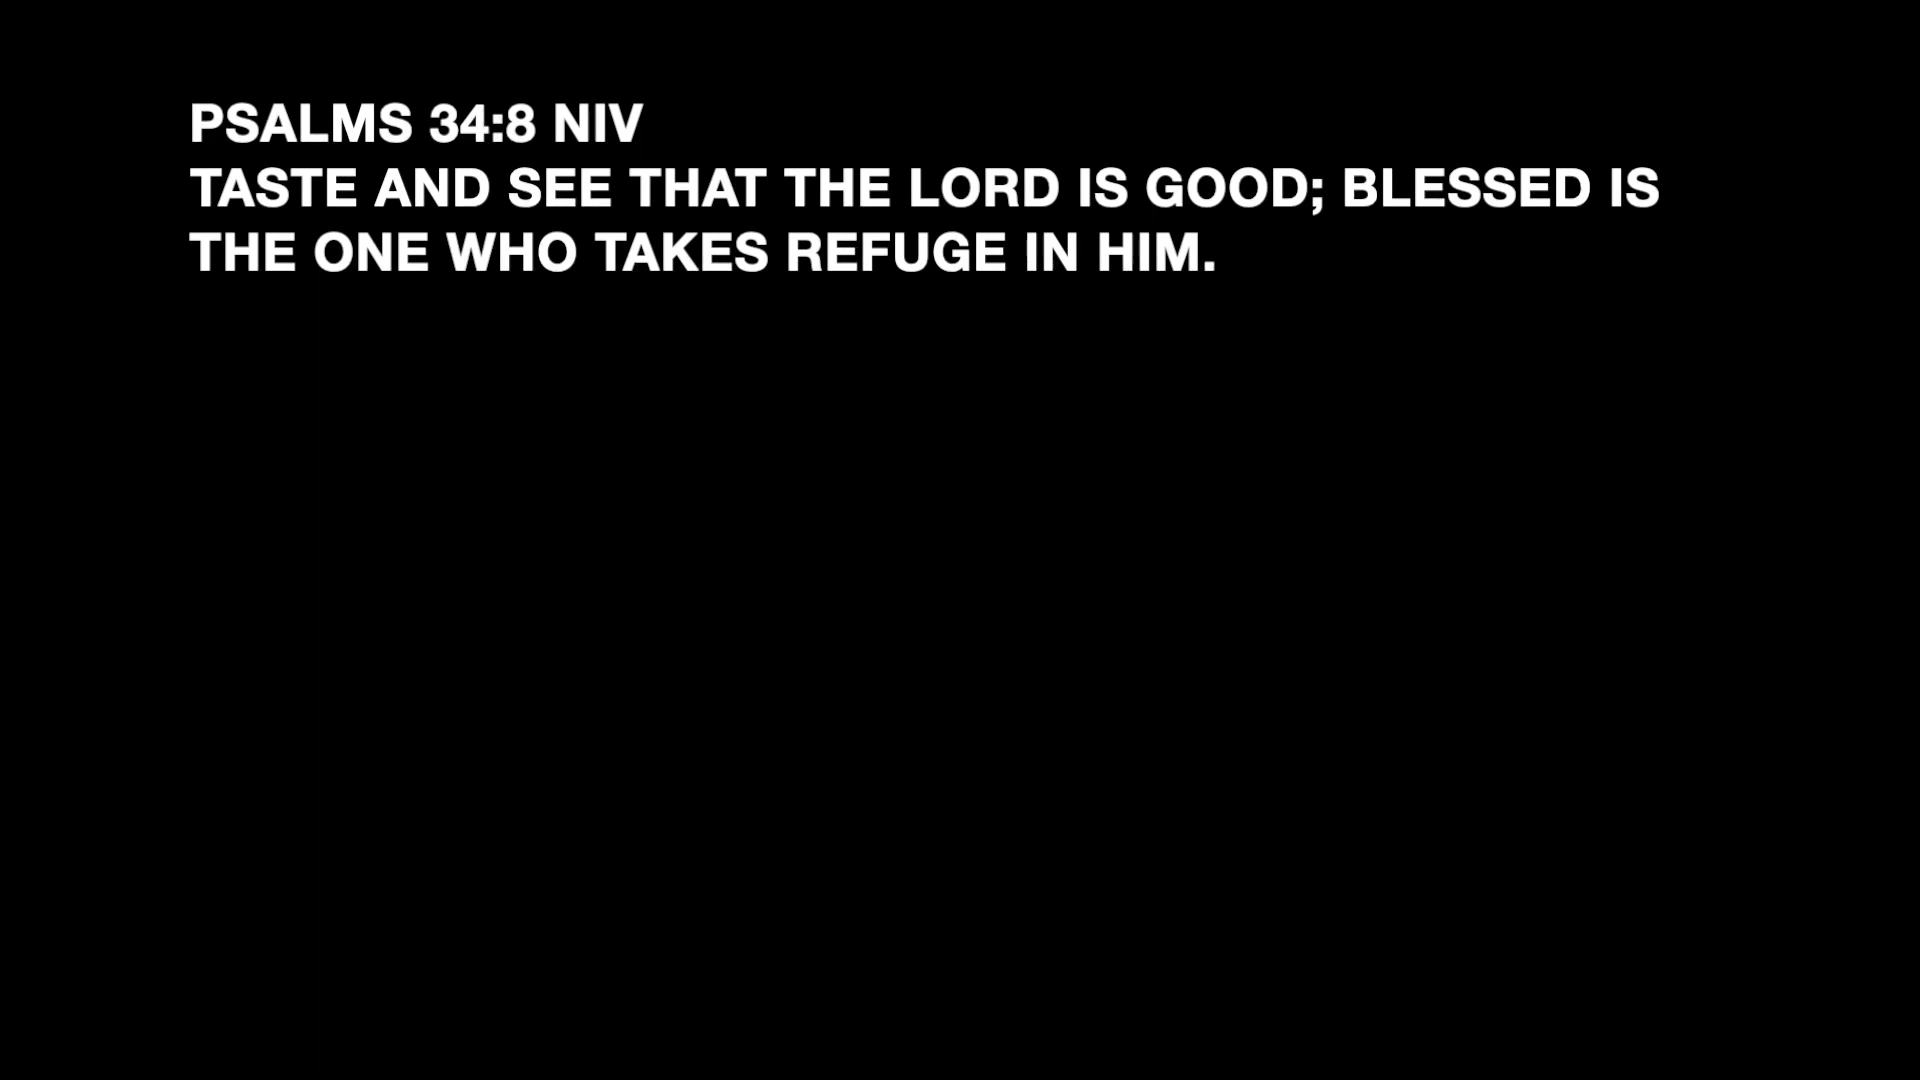 PSALMS 34:8 NIV
TASTE AND SEE THAT THE LORD IS GOOD; BLESSED IS
THE ONE WHO TAKES REFUGE IN HIM.